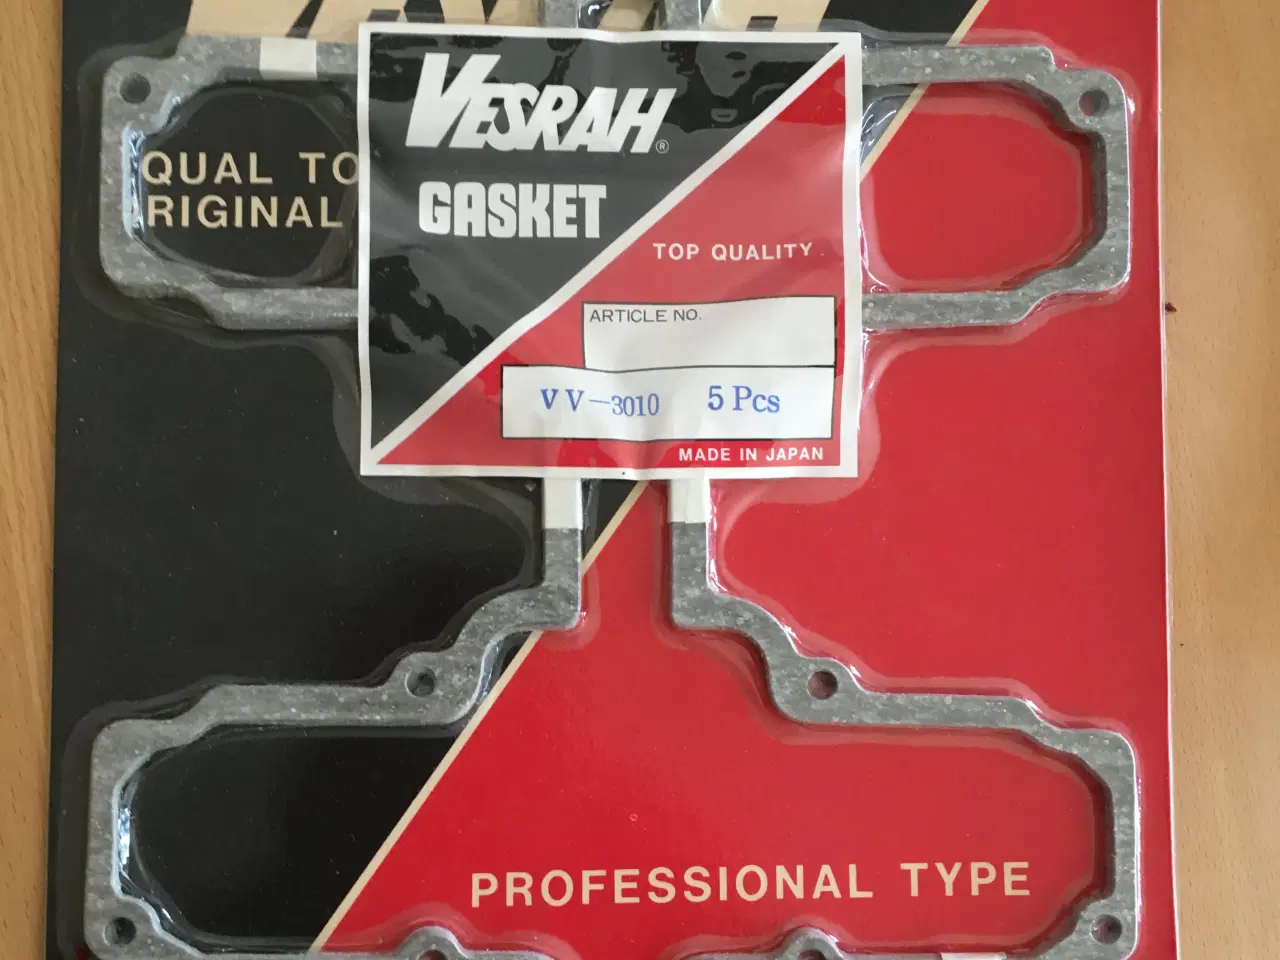 QUAL TO
RIGINAL
VESRAH®
GASKET
TOP QUALITY
ARTICLE NO.
VV-3010 5 Pcs
MADE IN JAPAN
PROFESSIONAL TYPE